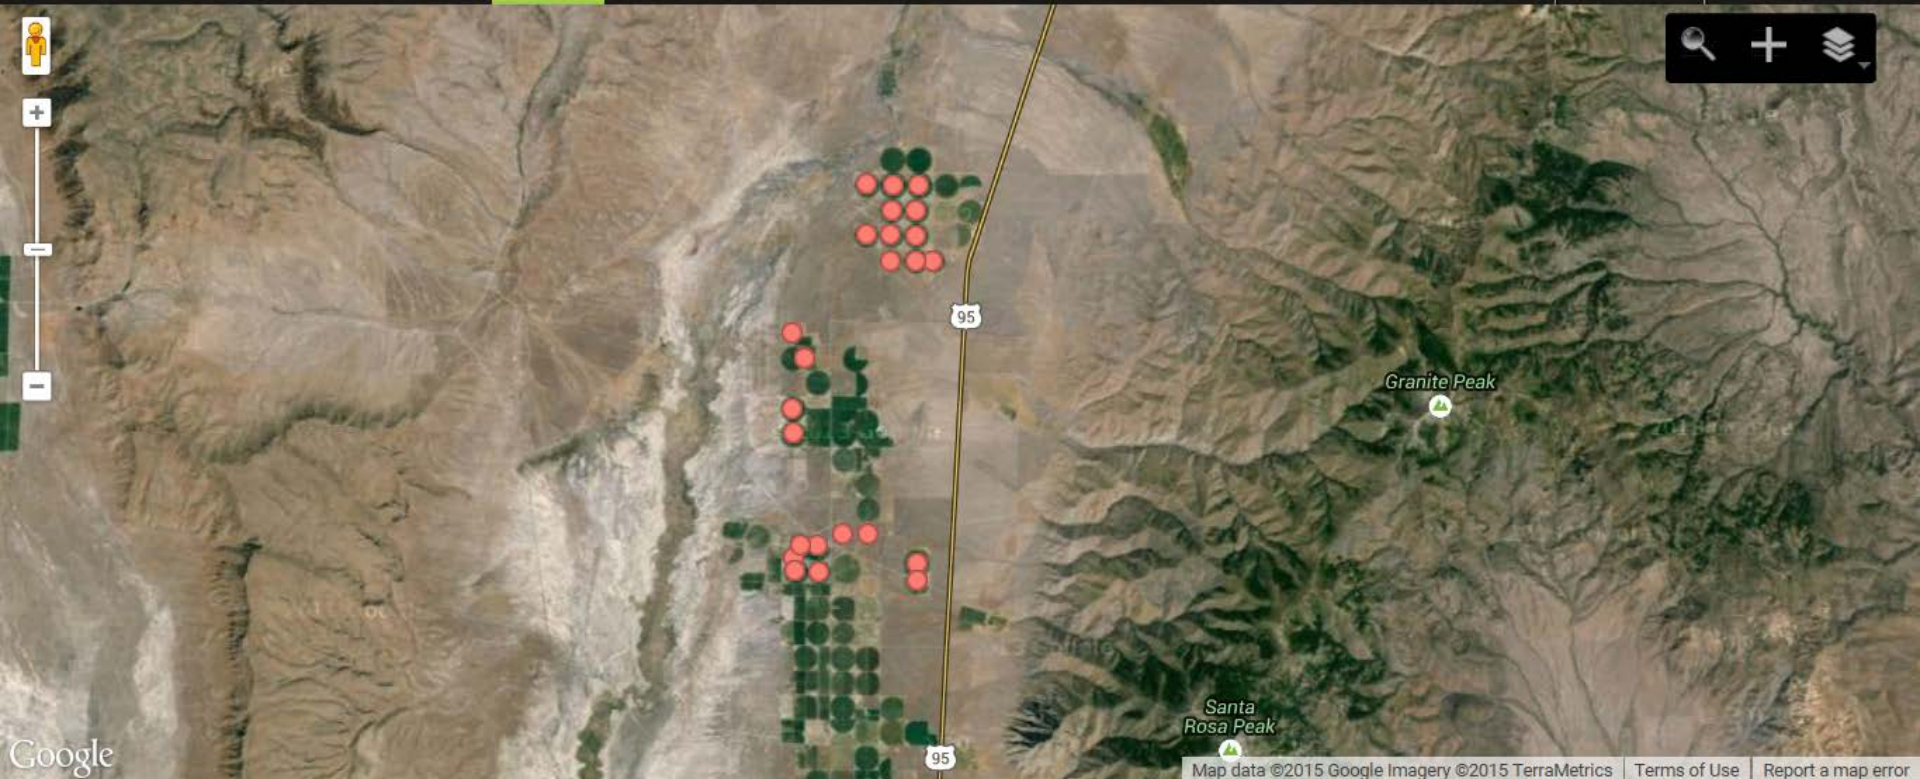 95
Granite Peak
Santa
Rosa Peak
95
Google
Map data ©2015 Google Imagery ©2015 TerraMetrics
Terms of Use
Report a map error